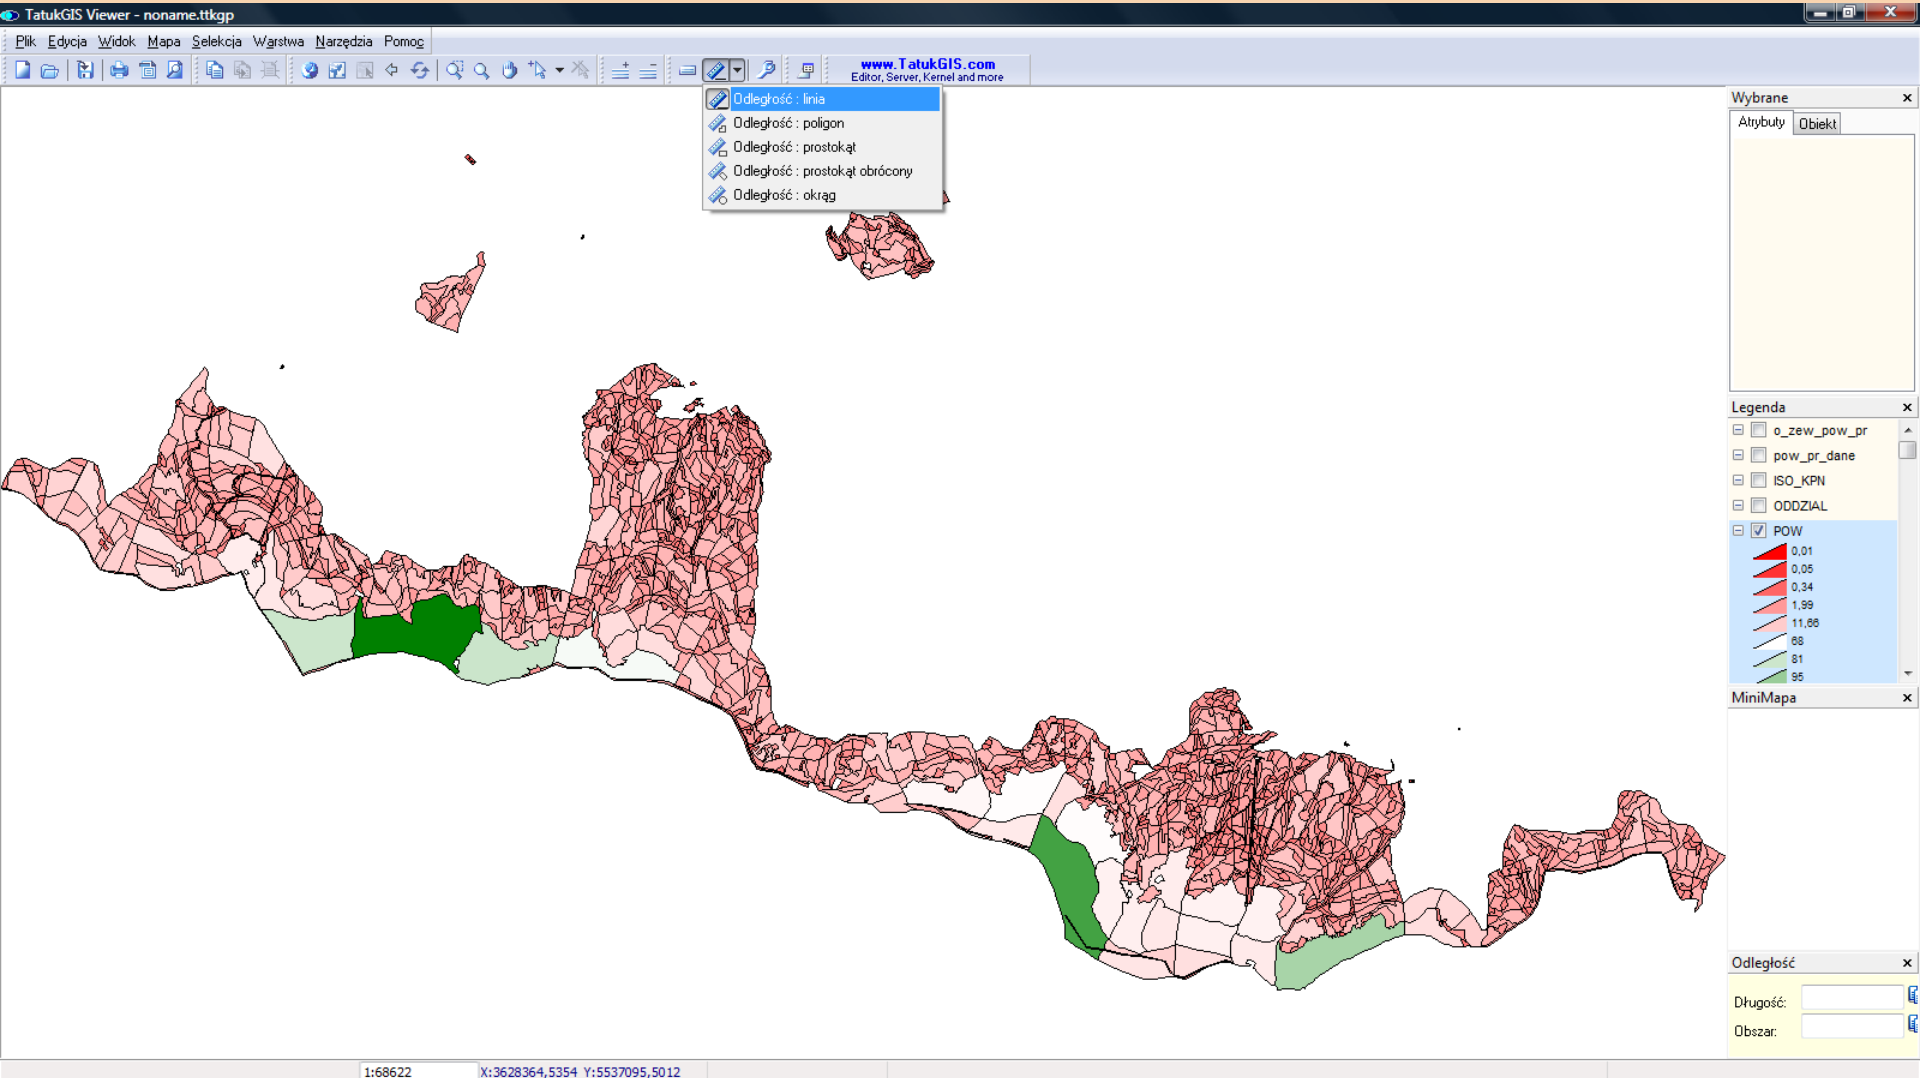 TatukGIS Viewer - noname.ttkgp
Plik Edycja Widok Mapa Selekcja Warstwa Narzędzia Pomoc
www.TatukGIS.com
Editor, Server, Kernel and more
Odległość : linia
Odległość : poligon
Odległość : prostokąt
Odległość : prostokąt obrócony
Odległość : okrąg
Wybrane
Atrybuty Obiekt
Legenda
o_zew_pow_pr
pow_pr_dane
ISO_KPN
ODDZIAL
POW
0,01
0,05
0,34
1,99
11,66
68
81
95
MiniMapa
Odległość
Długość:
Obszar:
1:68622 X:3628364,5354 Y:5537095,5012